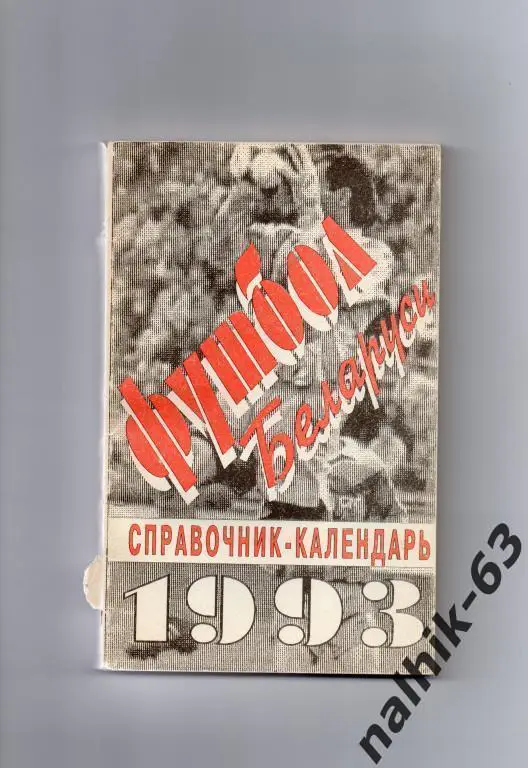 футбол
Беларуси
СПРАВОЧНИК-КАЛЕНДАРЬ
1993
nalhik-63